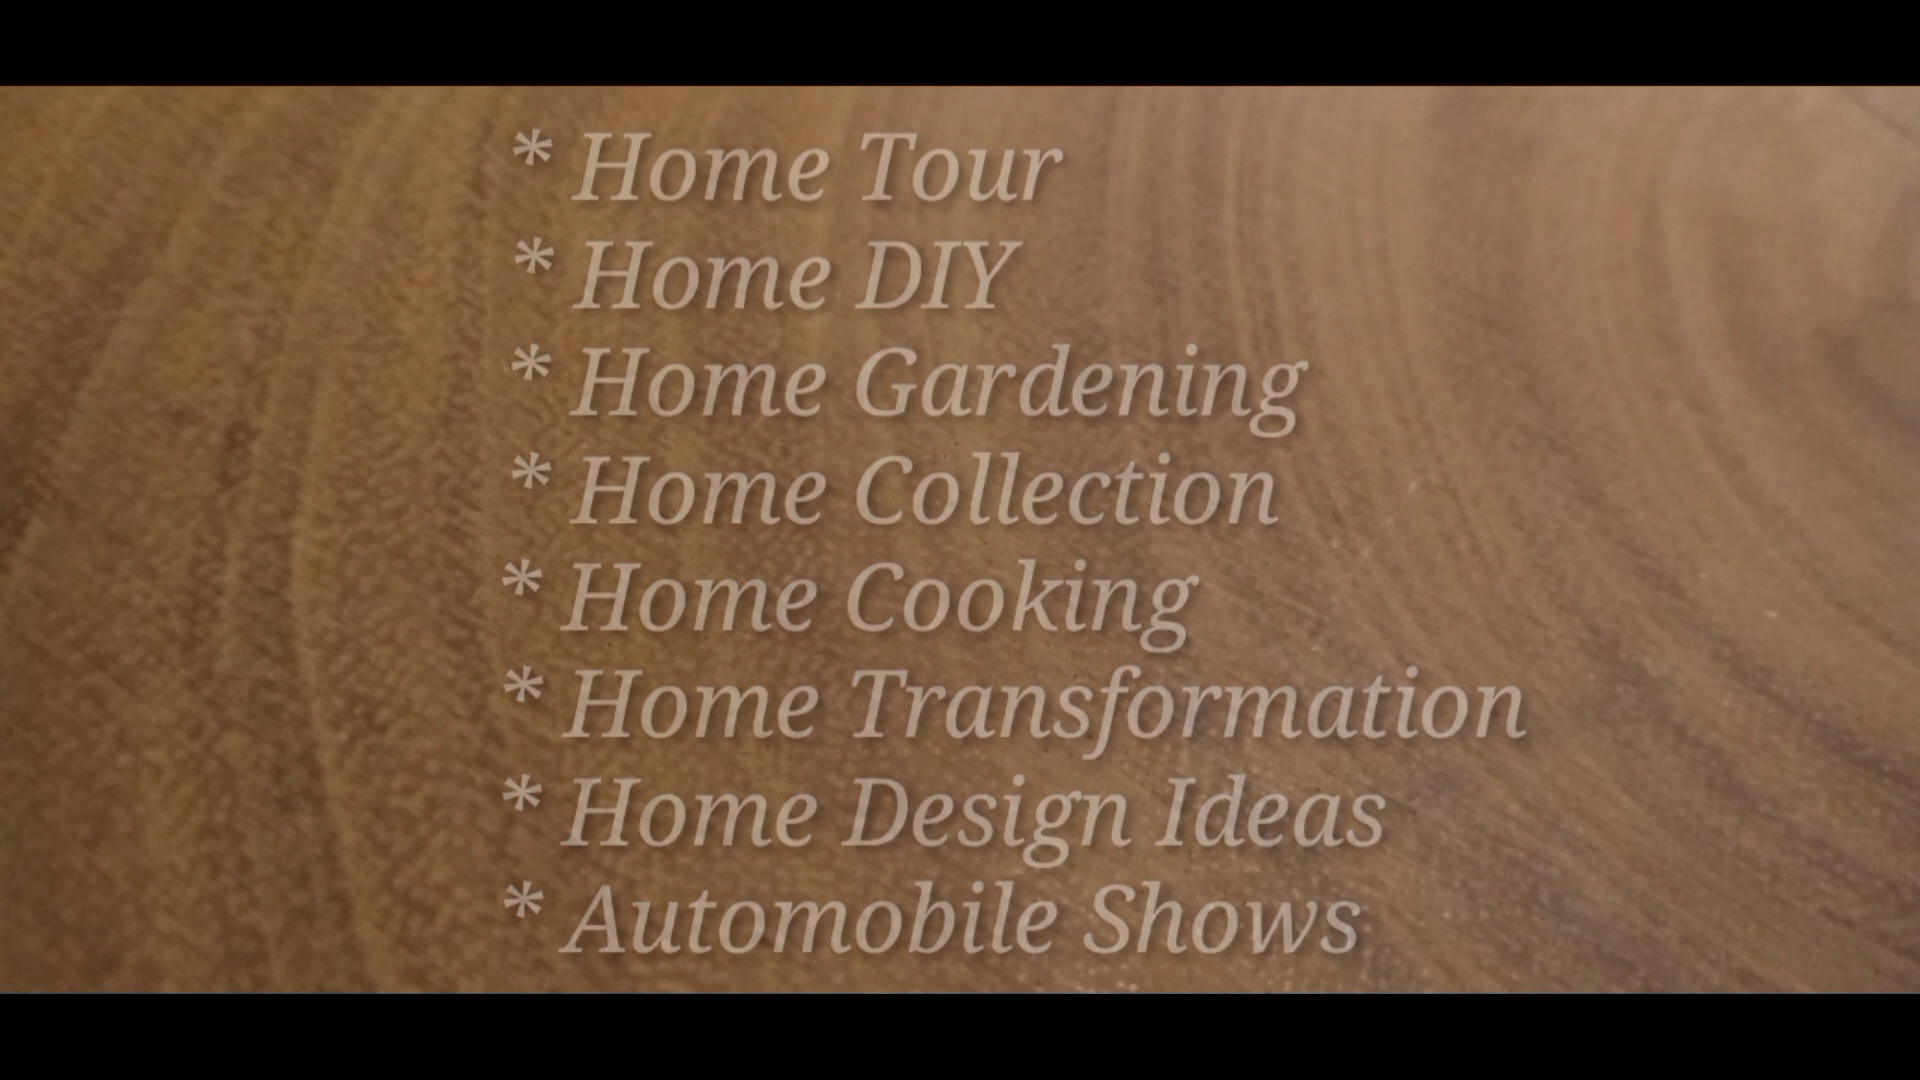 * Home Tour
* Home DIY
* Home Gardening
* Home Collection
* Home Cooking
* Home Transformation
* Home Design Ideas
* Automobile Shows